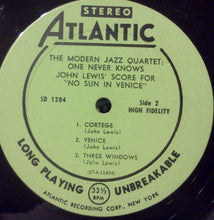 STEREO
ATLANTIC
THE MODERN JAZZ QUARTET:
ONE NEVER KNOWS
JOHN LEWIS' SCORE FOR
"NO SUN IN VENICE"
SD 1284
Side 2
HIGH FIDELITY
1. CORTEGE
(John Lewis)
2. VENICE
(John Lewis)
3. THREE WINDOWS
(John Lewis)
(ST-A-11434)
LONG PLAYING
33⅓
RPM
UNBREAKABLE
ATLANTIC RECORDING CORP., NEW YORK